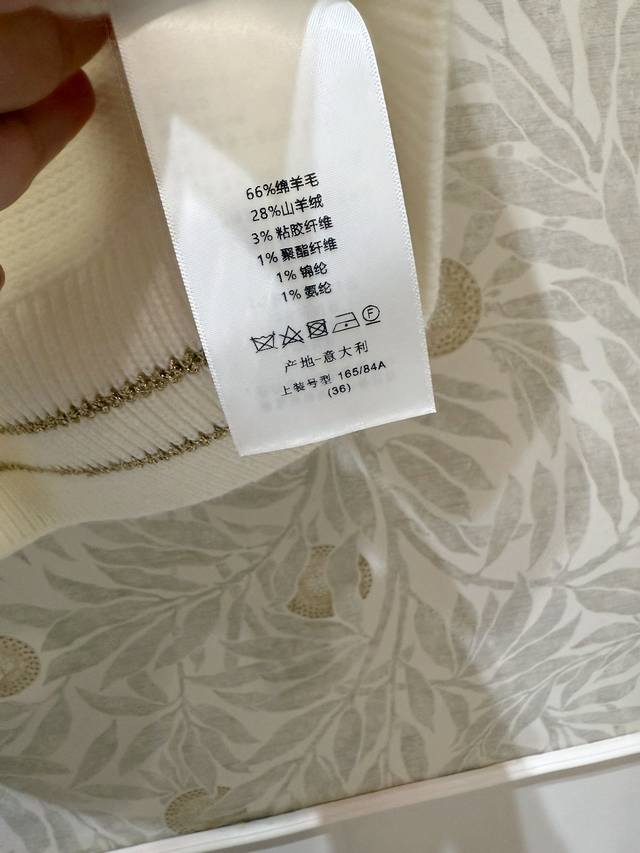 66%绵羊毛
28%山羊绒
3% 粘胶纤维
1% 聚酯纤维
1% 锦纶
1% 氨纶
F
产地-意大利
上装号型 165/84A
(36)